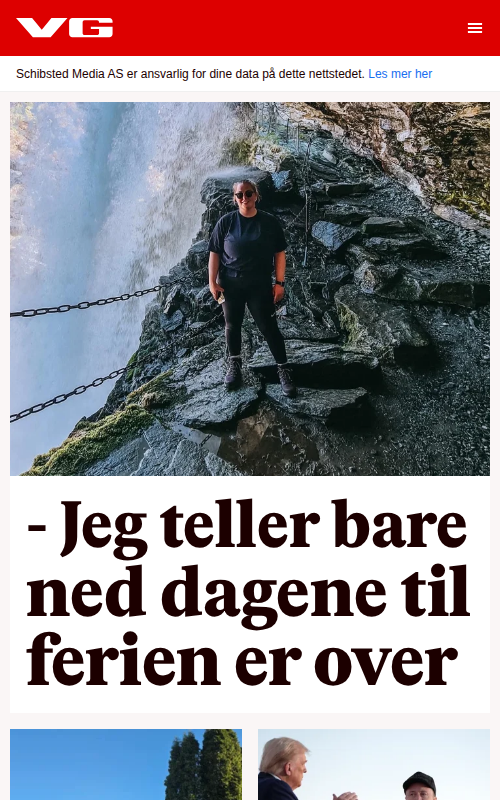 VG
Schibsted Media AS er ansvarlig for dine data på dette nettstedet. Les mer her
- Jeg teller bare
ned dagene til
ferien er over